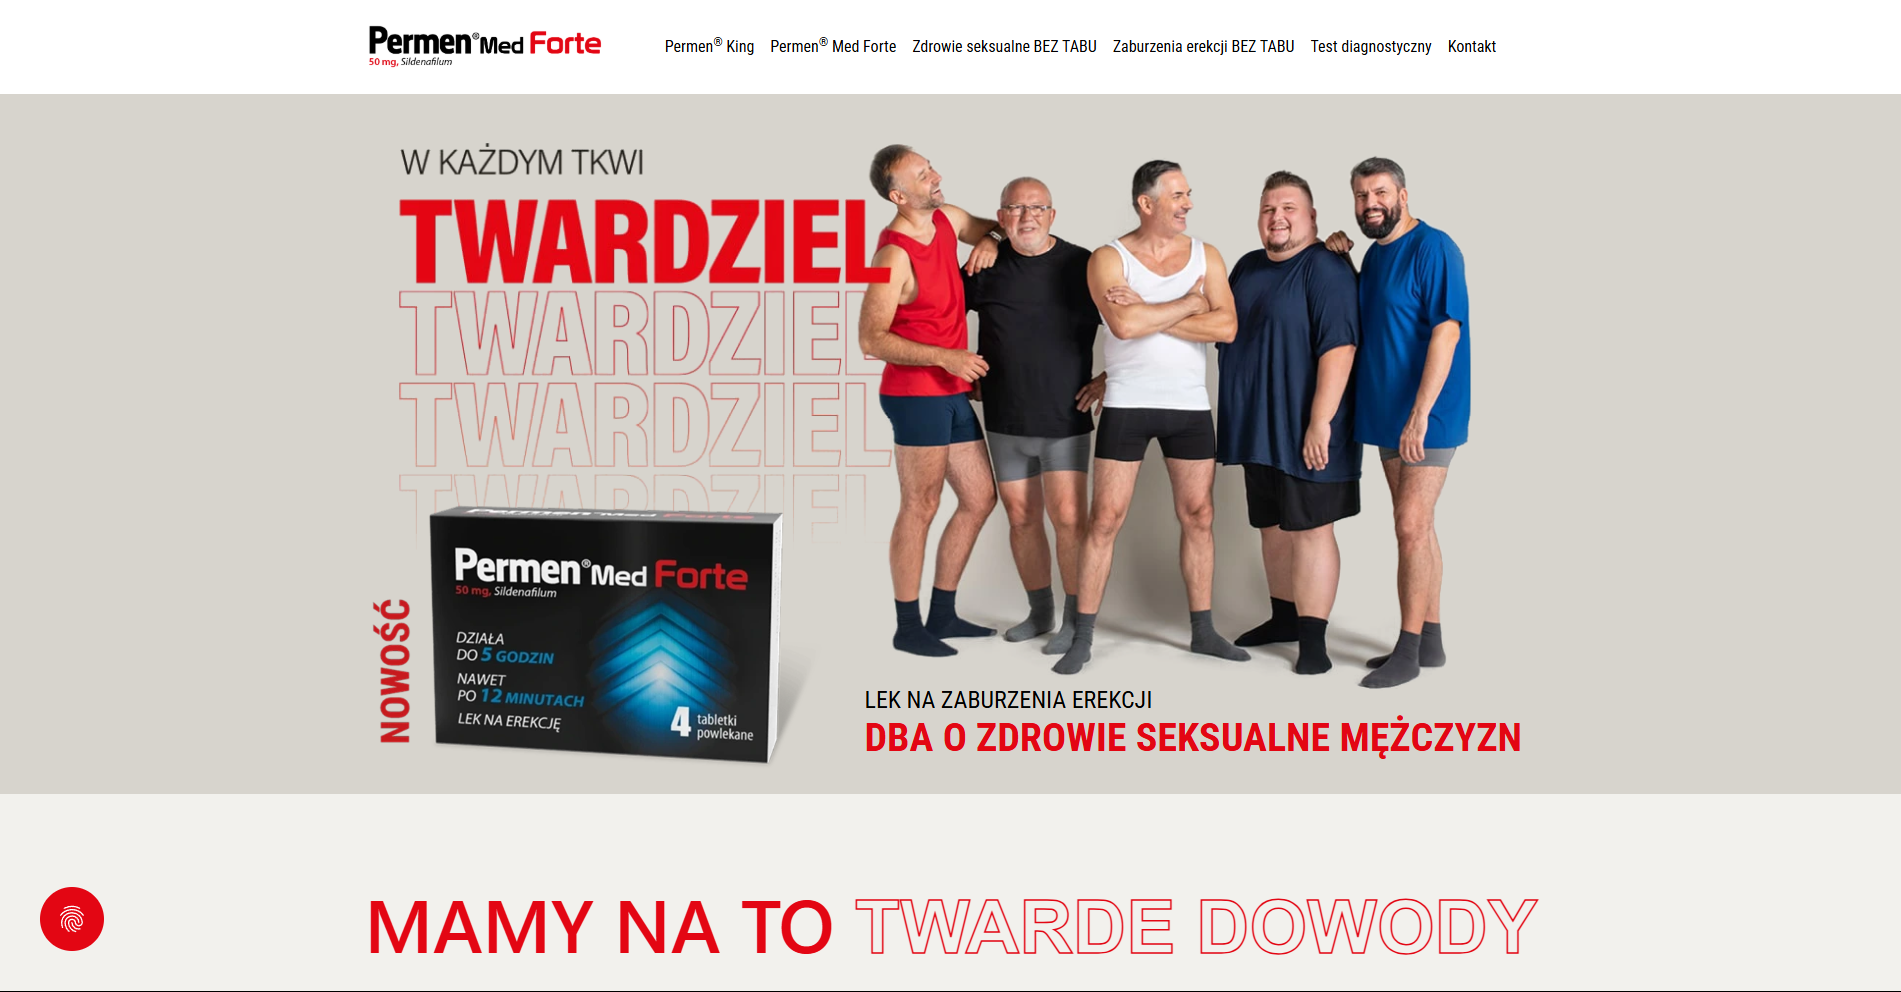 Permen® Med Forte
50 mg, Sildenafilum
Permen® King
Permen® Med Forte
Zdrowie seksualne BEZ TABU
Zaburzenia erekcji BEZ TABU
Test diagnostyczny
Kontakt
W KAŻDYM TKWI
TWARDZIEL
TWARDZIEL
TWARDZIEL
TWARDZIEL
NOWOŚĆ
Permen® Med Forte
Permen® Med Forte
50 mg, Sildenafilum
DZIAŁA
DO 5 GODZIN
NAWET
PO 12 MINUTACH
LEK NA EREKCJĘ
4 tabletki
powlekane
LEK NA ZABURZENIA EREKCJI
DBA O ZDROWIE SEKSUALNE MĘŻCZYZN
MAMY NA TO TWARDE DOWODY